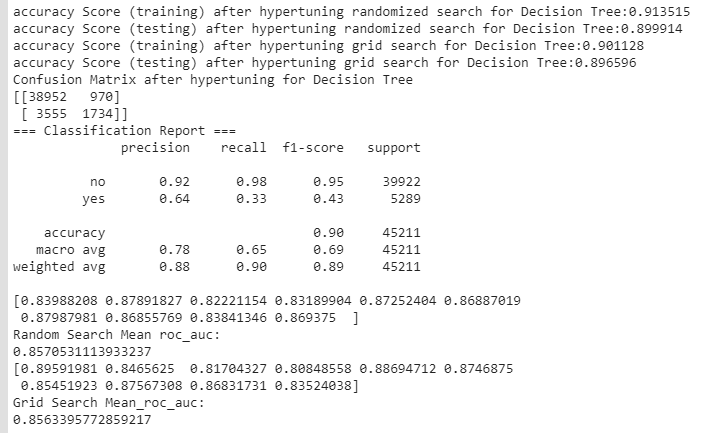 accuracy Score (training) after hypertuning randomized search for Decision Tree:0.913515
accuracy Score (testing) after hypertuning randomized search for Decision Tree:0.899914
accuracy Score (training) after hypertuning grid search for Decision Tree:0.901128
accuracy Score (testing) after hypertuning grid search for Decision Tree:0.896596
Confusion Matrix after hypertuning for Decision Tree
[[38952   970]
 [ 3555  1734]]
=== Classification Report ===
              precision    recall  f1-score   support
          no       0.92      0.98      0.95     39922
         yes       0.64      0.33      0.43      5289
    accuracy                           0.90     45211
   macro avg       0.78      0.65      0.69     45211
weighted avg       0.88      0.90      0.89     45211
[0.83988208 0.87891827 0.82221154 0.83189904 0.87252404 0.86887019
 0.87987981 0.86855769 0.83841346 0.869375  ]
Random Search Mean roc_auc:
0.8570531113933237
[0.89591981 0.8465625  0.81704327 0.80848558 0.88694712 0.8746875
 0.85451923 0.87567308 0.86831731 0.83524038]
Grid Search Mean_roc_auc:
0.8563395772859217